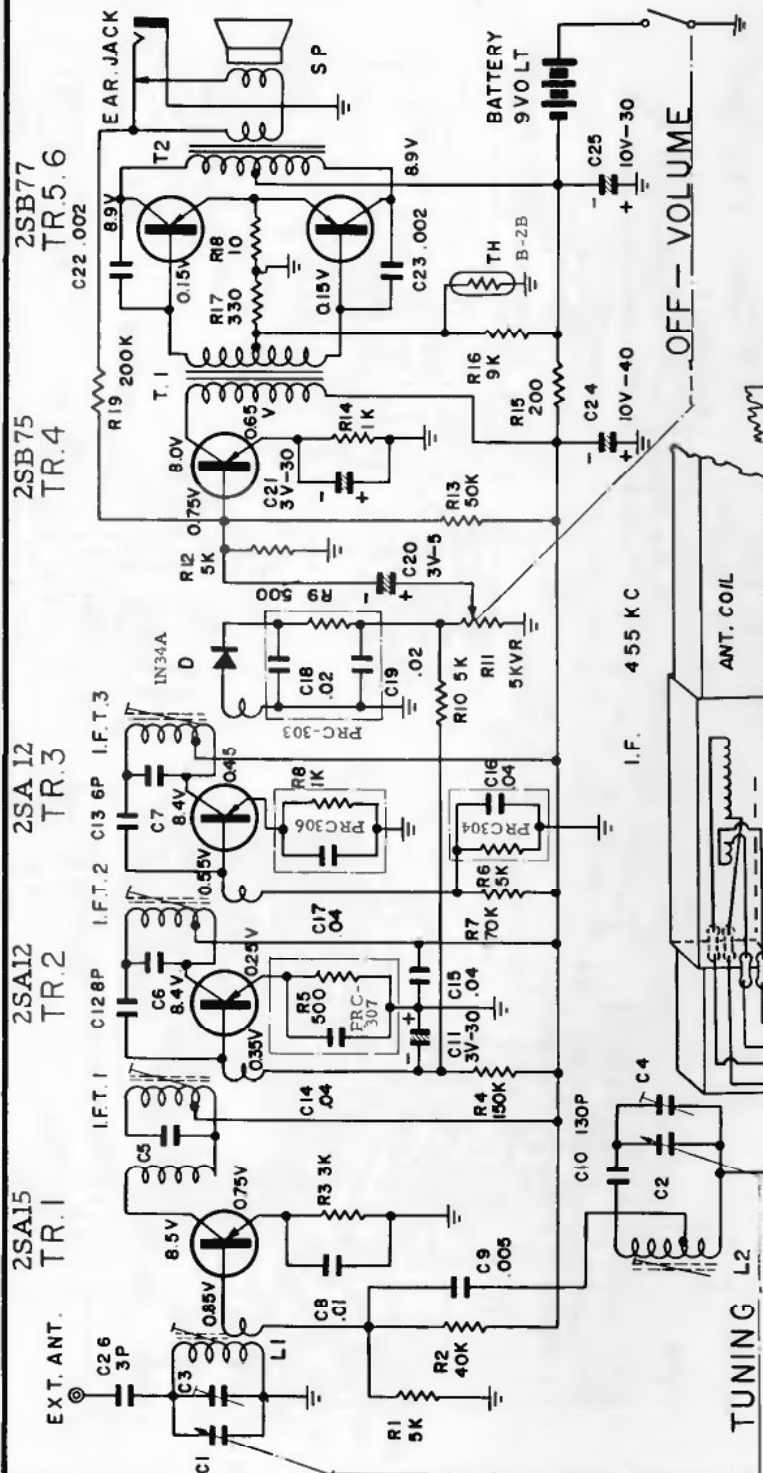 2SA15
TR.1
2SA12
TR.2
2SA12
TR.3
2SB75
TR.4
2SB77
TR.5.6
EXT. ANT.
C26
3P
C3
C1
L1
0.85V
8.5V
0.75V
C8
.01
R3 3K
R1
5K
R2
40K
C9
.005
I.F.T. 1
C5
C12 8P
C6
8.4V
0.25V
0.35V
C14
.04
R5
500
PRC-
307
C11
3V-30
C15
.04
R4
150K
I.F.T. 2
C13 6P
C7
8.4V
0.45
0.55V
R8
1K
PRC306
C17
.04
C16
.04
PRC304
R6
5K
R7
70K
I.F.T. 3
1N34A
D
C18
.02
C19
.02
PRC-303
R9
500
R10 5K
R11
5KVR
C20
3V-5
R12
5K
0.75V
8.0V
0.65
V
C21
3V-30
R14
1K
R13
50K
R19 200K
T.1
C22 .002
8.9V
0.15V
R17
330
R18
10
0.15V
C23 .002
8.9V
T2
EAR. JACK
SP
TH
B-2B
R16
9K
R15
200
C24
10V-40
C25
10V-30
BATTERY
9VOLT
OFF - VOLUME
I.F. 455 KC
ANT. COIL
C10 130P
C2
C4
L2
TUNING